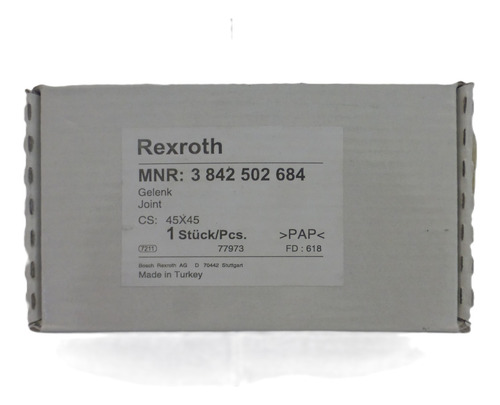 Rexroth
MNR: 3 842 502 684
Gelenk
Joint
CS: 45X45
1 Stück/Pcs. >PAP<
7211 77973 FD : 618
Bosch Rexroth AG D 70442 Stuttgart
Made in Turkey